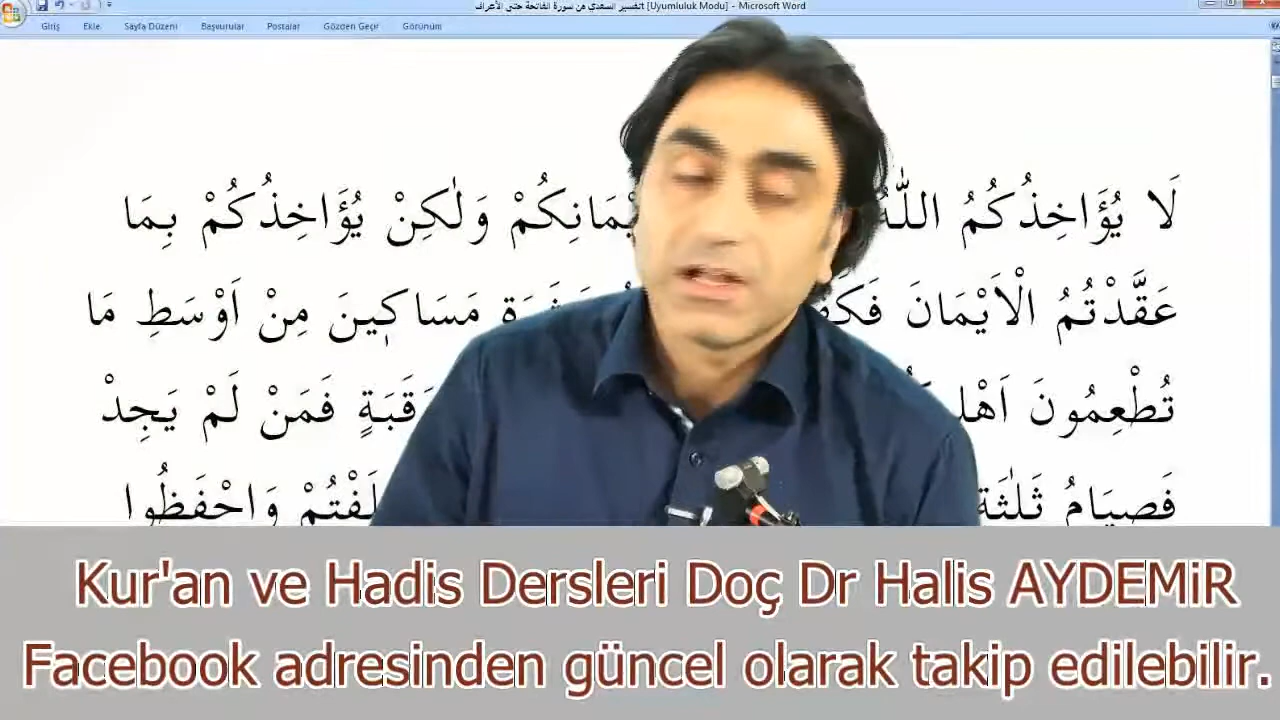 تفسير السعدي من سورة الفاتحة حتى الأعراف [Uyumluluk Modu] - Microsoft Word
Giriş Ekle Sayfa Düzeni Başvurular Postalar Gözden Geçir Görünüm
لَا يُؤَاخِذُكُمُ اللّٰهُ يْمَانِكُمْ وَلٰكِنْ يُؤَاخِذُكُمْ بِمَا
عَقَّدْتُمُ الْاَيْمَانَ مَسَاكٖينَ مِنْ اَوْسَطِ مَا
تُطْعِمُونَ رَقَبَةٍ فَمَنْ لَمْ يَجِدْ
فَصِيَامُ ثَلٰثَةِ وَاحْفَظُوا
Kur'an ve Hadis Dersleri Doç Dr Halis AYDEMiR
Facebook adresinden güncel olarak takip edilebilir.